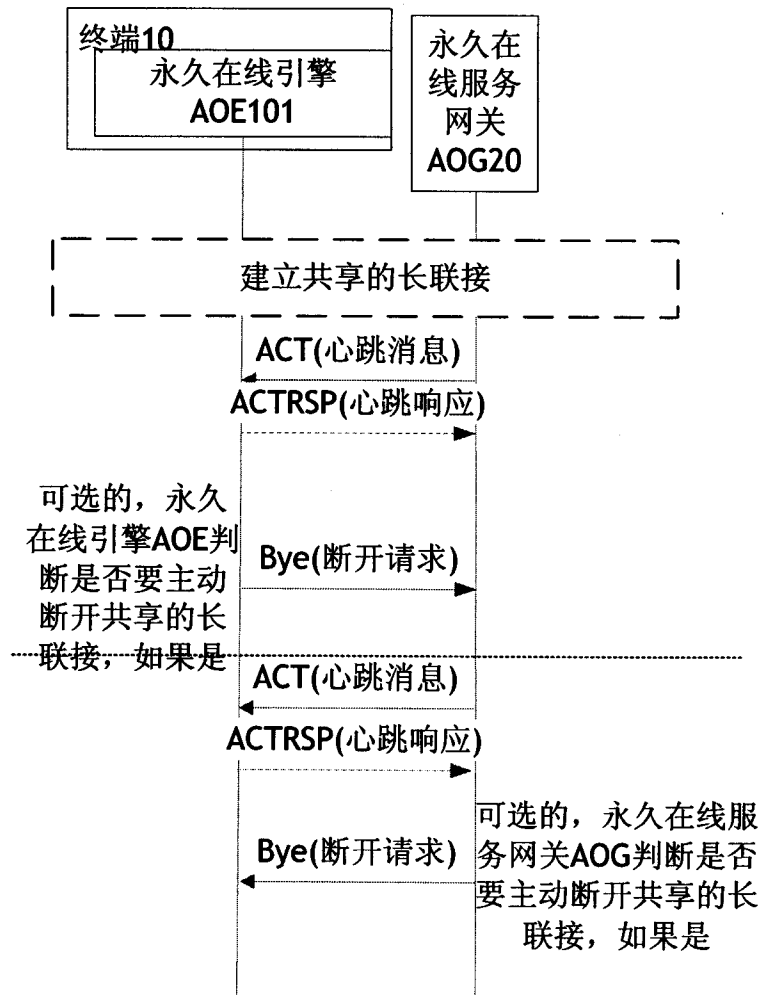 终端10
永久在线引擎
AOE101
永久在
线服务
网关
AOG20
建立共享的长联接
ACT(心跳消息)
ACTRSP(心跳响应)
可选的，永久
在线引擎AOE判
断是否要主动
断开共享的长
联接，如果是
Bye(断开请求)
ACT(心跳消息)
ACTRSP(心跳响应)
Bye(断开请求)
可选的，永久在线服
务网关AOG判断是否
要主动断开共享的长
联接，如果是